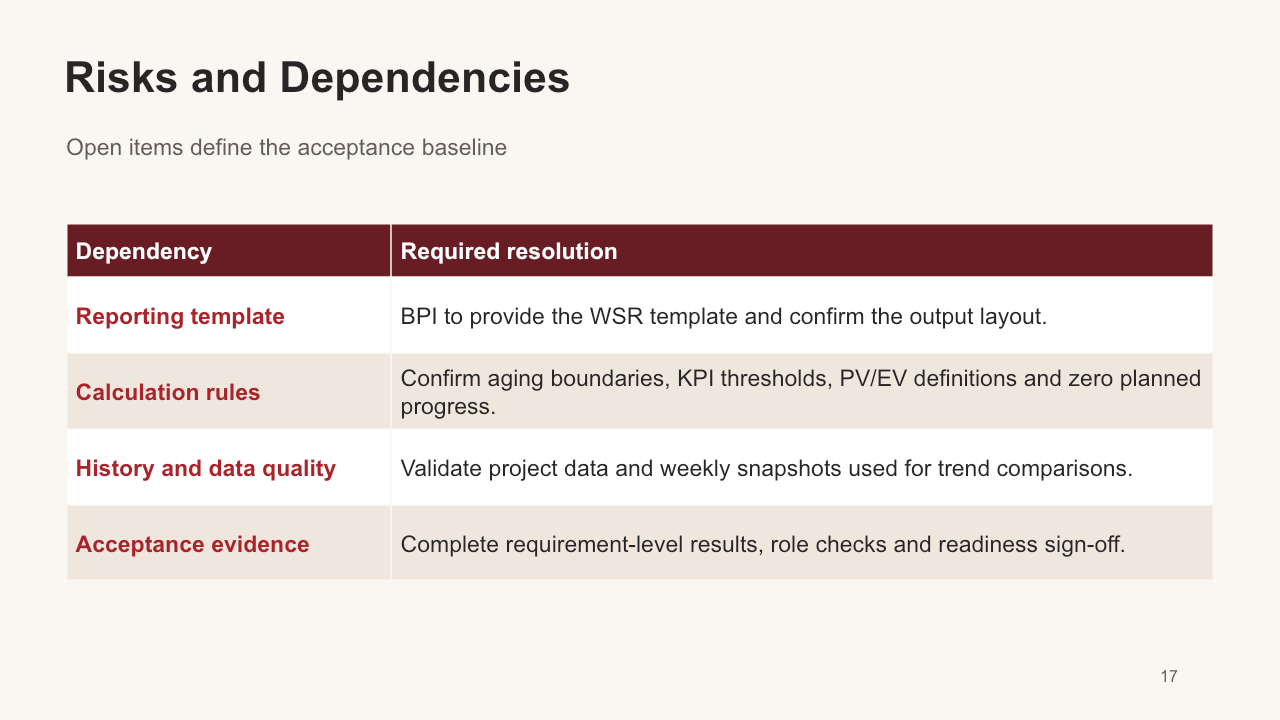 Risks and Dependencies
Open items define the acceptance baseline
Dependency
Required resolution
Reporting template
BPI to provide the WSR template and confirm the output layout.
Calculation rules
Confirm aging boundaries, KPI thresholds, PV/EV definitions and zero planned
progress.
History and data quality
Validate project data and weekly snapshots used for trend comparisons.
Acceptance evidence
Complete requirement-level results, role checks and readiness sign-off.
17